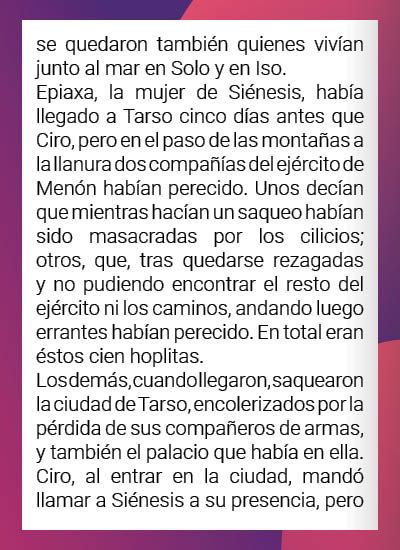 se quedaron también quienes vivían
junto al mar en Solo y en Iso.
Epiaxa, la mujer de Siénesis, había
llegado a Tarso cinco días antes que
Ciro, pero en el paso de las montañas a
la llanura dos compañías del ejército de
Menón habían perecido. Unos decían
que mientras hacían un saqueo habían
sido masacradas por los cilicios;
otros, que, tras quedarse rezagadas
y no pudiendo encontrar el resto del
ejército ni los caminos, andando luego
errantes habían perecido. En total eran
éstos cien hoplitas.
Los demás, cuando llegaron, saquearon
la ciudad de Tarso, encolerizados por la
pérdida de sus compañeros de armas,
y también el palacio que había en ella.
Ciro, al entrar en la ciudad, mandó
llamar a Siénesis a su presencia, pero